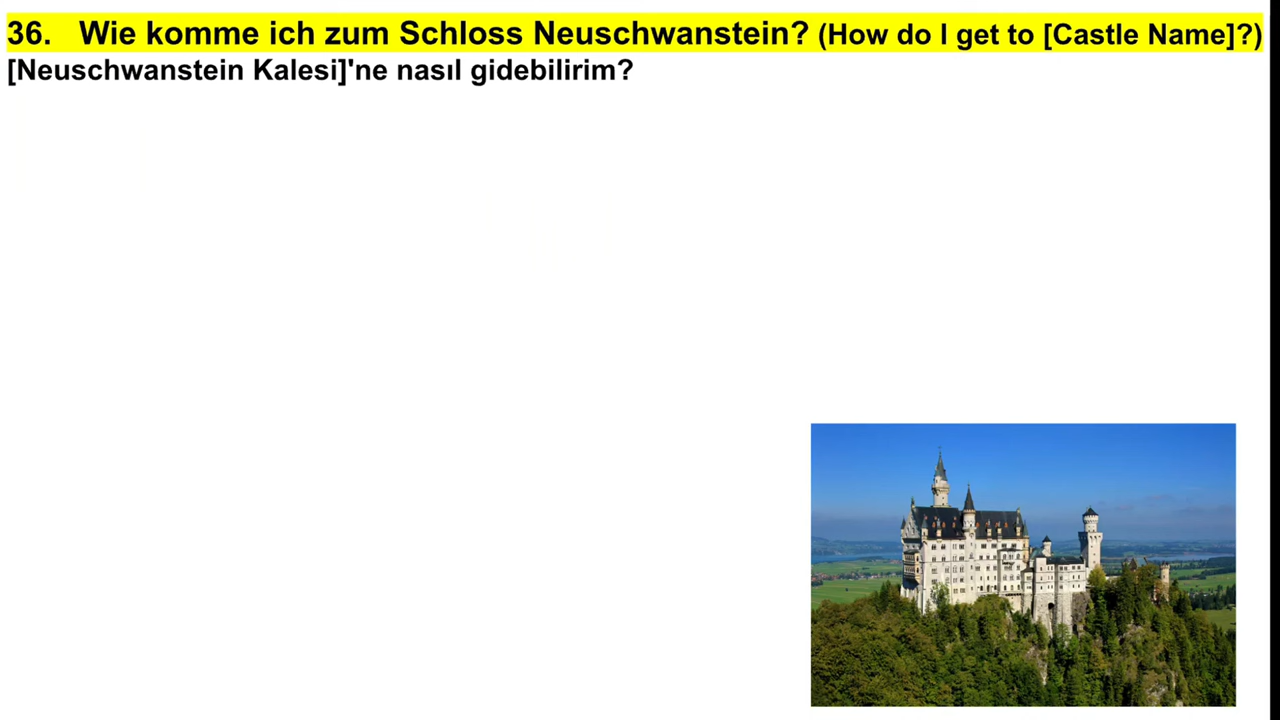 36. Wie komme ich zum Schloss Neuschwanstein? (How do I get to [Castle Name]?)
[Neuschwanstein Kalesi]'ne nasıl gidebilirim?